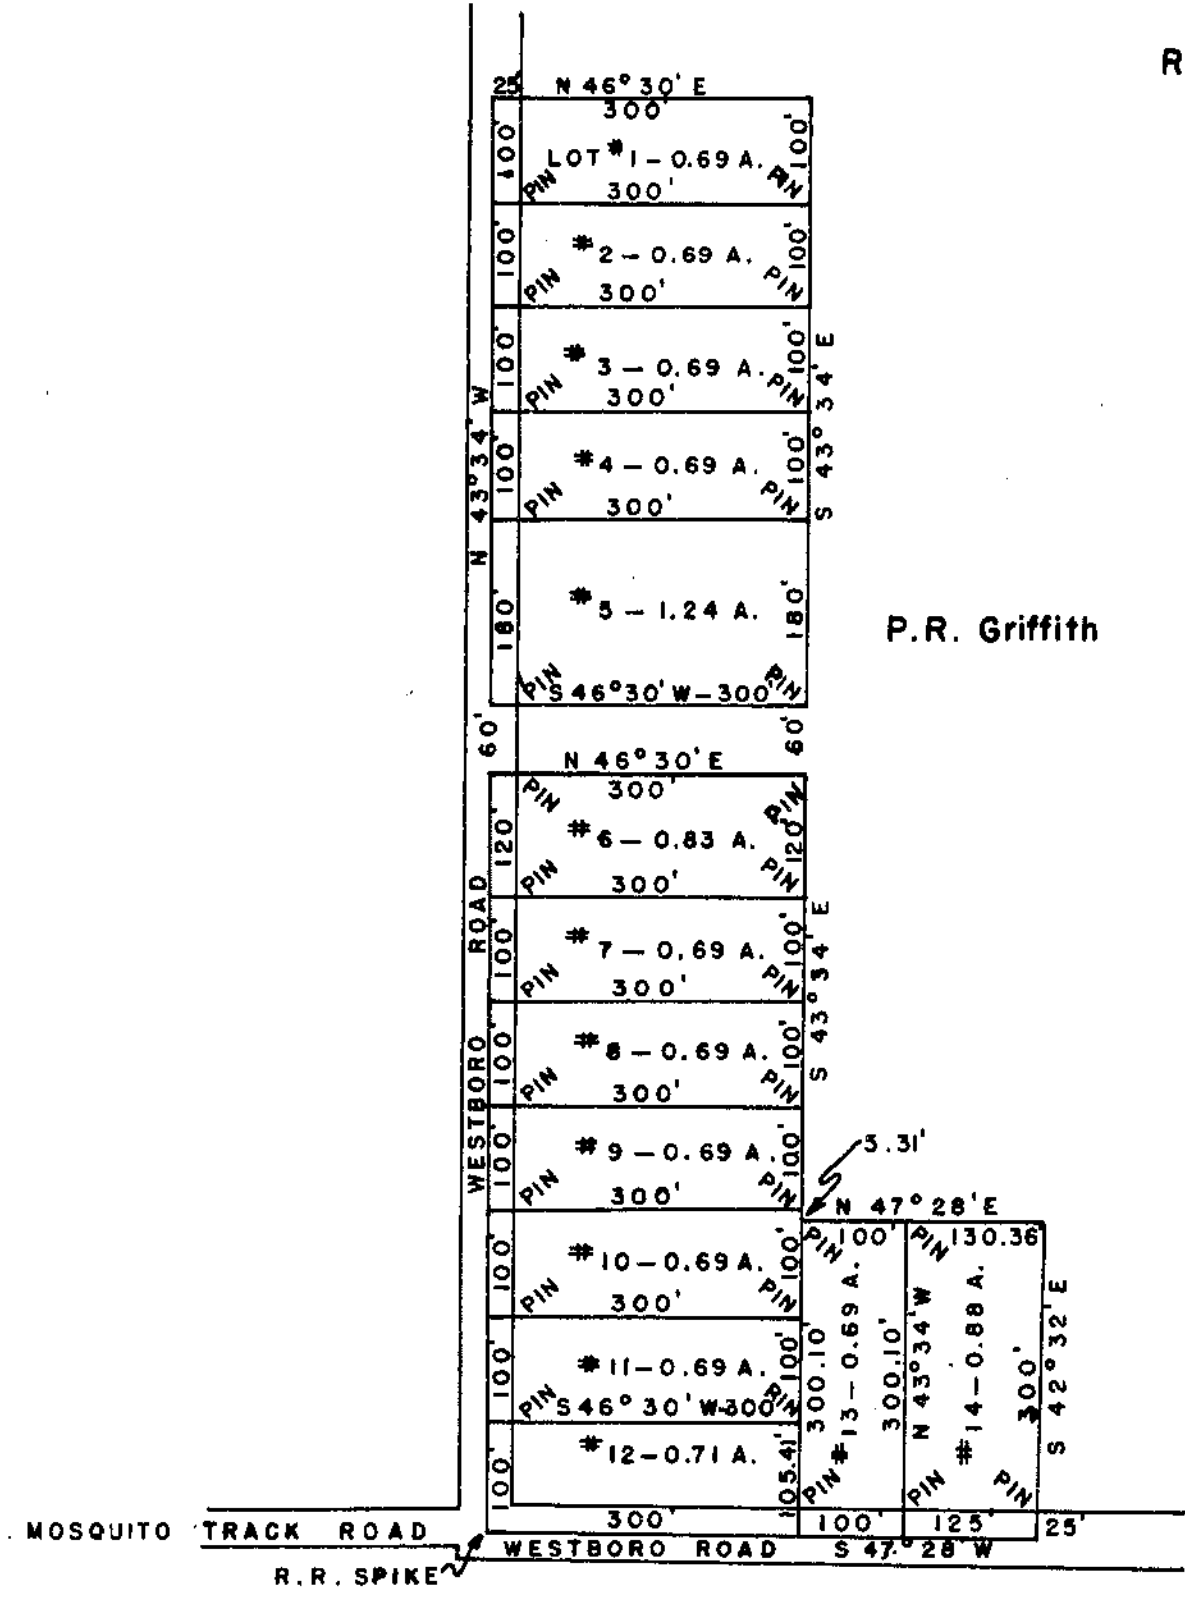 R
25'
N 46° 30' E
300'
100'
LOT #1-0.69 A.
100'
PIN
300'
PIN
100'
#2-0.69 A.
100'
PIN
300'
PIN
100'
#3-0.69 A.
100'
PIN
300'
PIN
N 43° 34' W
S 43° 34' E
100'
#4-0.69 A.
100'
PIN
300'
PIN
180'
#5-1.24 A.
180'
P.R. Griffith
PIN
S 46° 30' W-300'
PIN
60'
60'
N 46° 30' E
PIN
300'
PIN
120'
#6-0.83 A.
120'
PIN
300'
PIN
WESTBORO ROAD
S 43° 34' E
100'
#7-0.69 A.
100'
PIN
300'
PIN
100'
#8-0.69 A.
100'
PIN
300'
PIN
100'
#9-0.69 A.
100'
PIN
300'
PIN
N 47° 28' E
100'
#10-0.69 A.
100'
PIN
300'
PIN
PIN
100'
PIN
130.36
100'
#11-0.69 A.
100'
PIN
S 46° 30' W-300'
PIN
300.10'
#13-0.69 A.
300.10'
N 43° 34' W
#14-0.88 A.
300'
S 42° 32' E
100'
#12-0.71 A.
105.41'
PIN
PIN
PIN
300'
100'
125'
25'
MOSQUITO TRACK ROAD
WESTBORO ROAD
S 47° 28' W
R.R. SPIKE